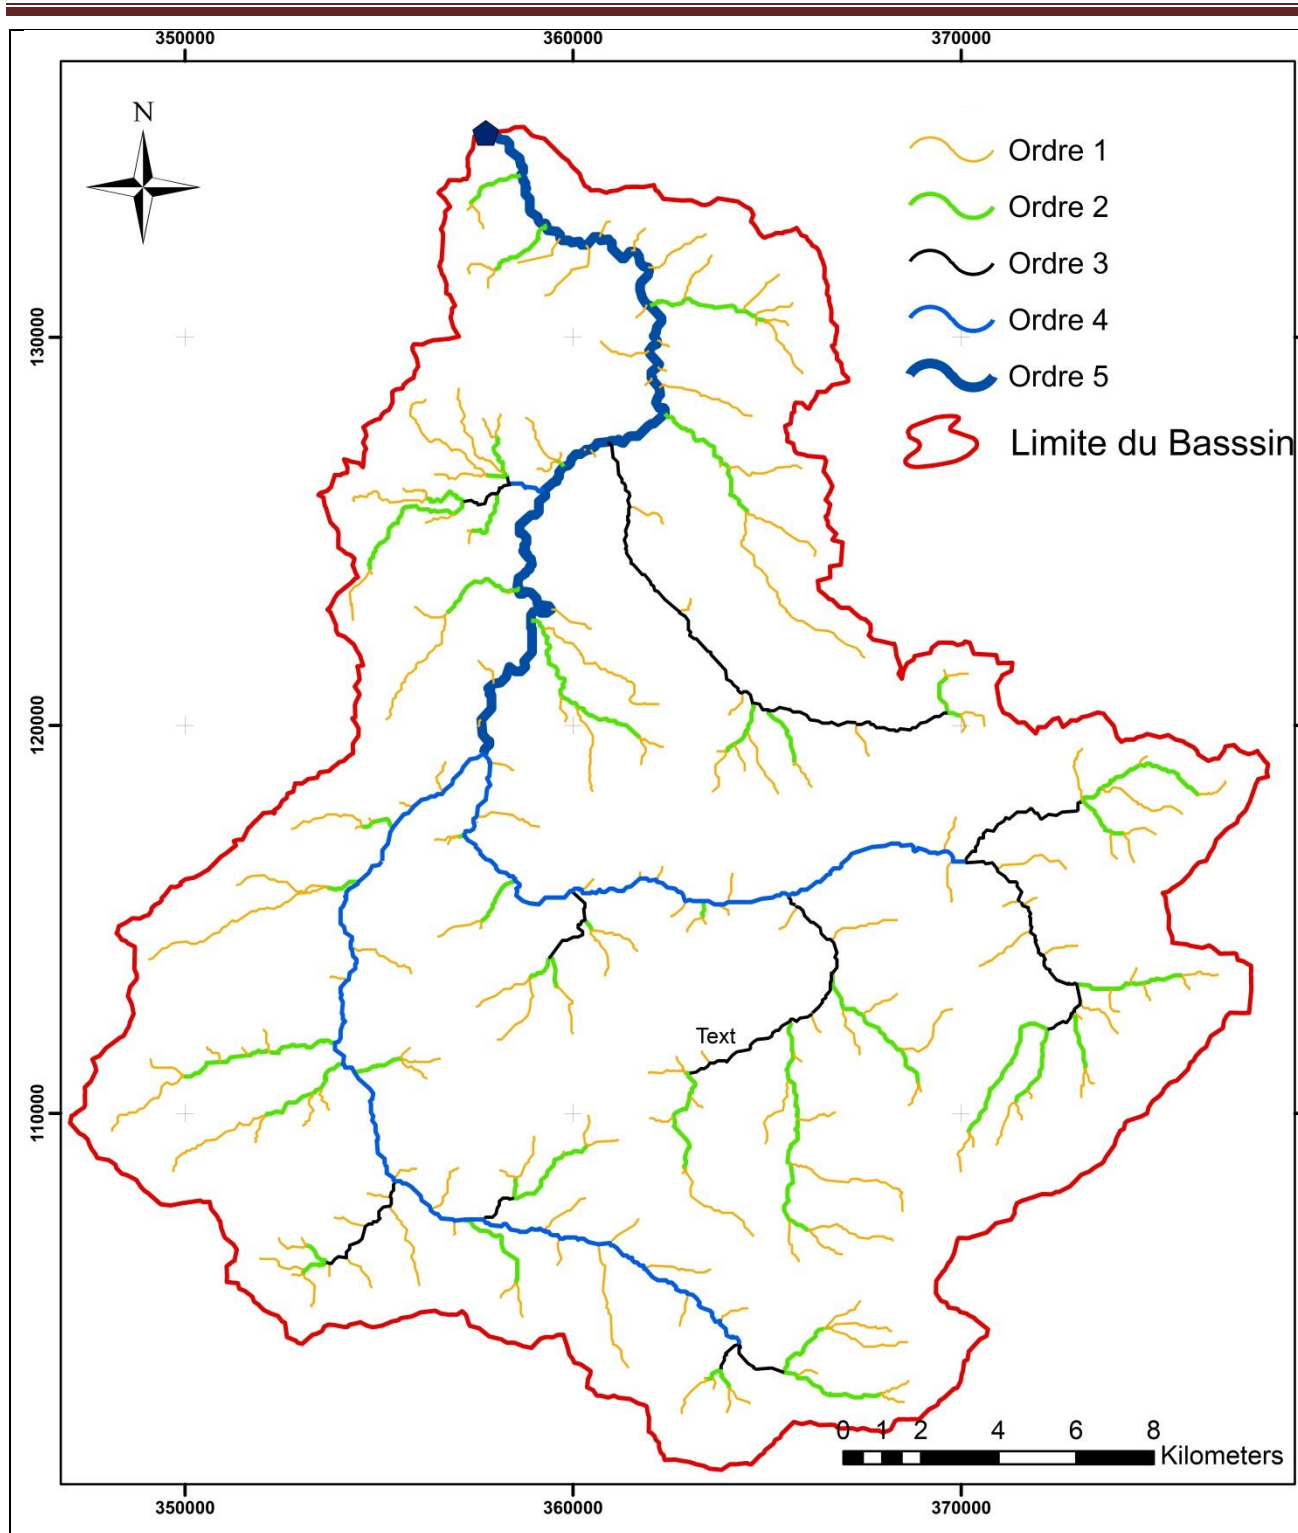 350000 360000 370000
N
Ordre 1
Ordre 2
Ordre 3
Ordre 4
Ordre 5
Limite du Basssin
130000
120000
Text
110000
0 1 2 4 6 8
Kilometers
350000 360000 370000